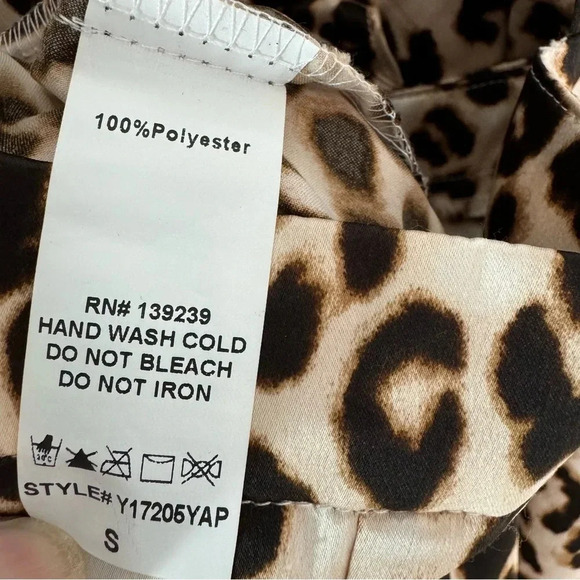 100%Polyester
RN# 139239
HAND WASH COLD
DO NOT BLEACH
DO NOT IRON
STYLE# Y17205YAP
S